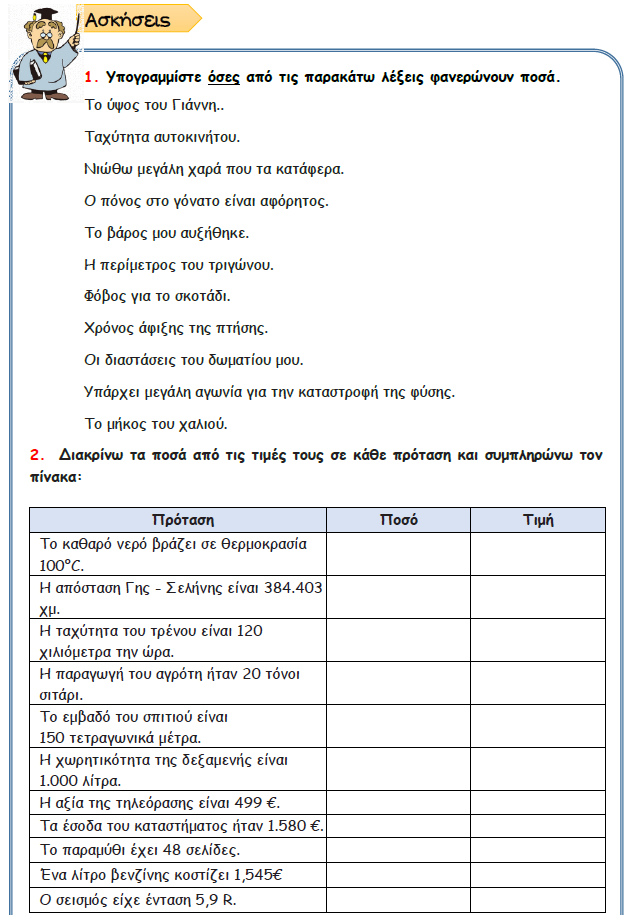 Ασκήσεις
1. Υπογραμμίστε όσες από τις παρακάτω λέξεις φανερώνουν ποσά.
Το ύψος του Γιάννη..
Ταχύτητα αυτοκινήτου.
Νιώθω μεγάλη χαρά που τα κατάφερα.
Ο πόνος στο γόνατο είναι αφόρητος.
Το βάρος μου αυξήθηκε.
Η περίμετρος του τριγώνου.
Φόβος για το σκοτάδι.
Χρόνος άφιξης της πτήσης.
Οι διαστάσεις του δωματίου μου.
Υπάρχει μεγάλη αγωνία για την καταστροφή της φύσης.
Το μήκος του χαλιού.
2. Διακρίνω τα ποσά από τις τιμές τους σε κάθε πρόταση και συμπληρώνω τον
πίνακα:
Πρόταση Ποσό Τιμή
Το καθαρό νερό βράζει σε θερμοκρασία
100°C.
Η απόσταση Γης - Σελήνης είναι 384.403
χμ.
Η ταχύτητα του τρένου είναι 120
χιλιόμετρα την ώρα.
Η παραγωγή του αγρότη ήταν 20 τόνοι
σιτάρι.
Το εμβαδό του σπιτιού είναι
150 τετραγωνικά μέτρα.
Η χωρητικότητα της δεξαμενής είναι
1.000 λίτρα.
Η αξία της τηλεόρασης είναι 499 €.
Τα έσοδα του καταστήματος ήταν 1.580 €.
Το παραμύθι έχει 48 σελίδες.
Ένα λίτρο βενζίνης κοστίζει 1,545€
Ο σεισμός είχε ένταση 5,9 R.